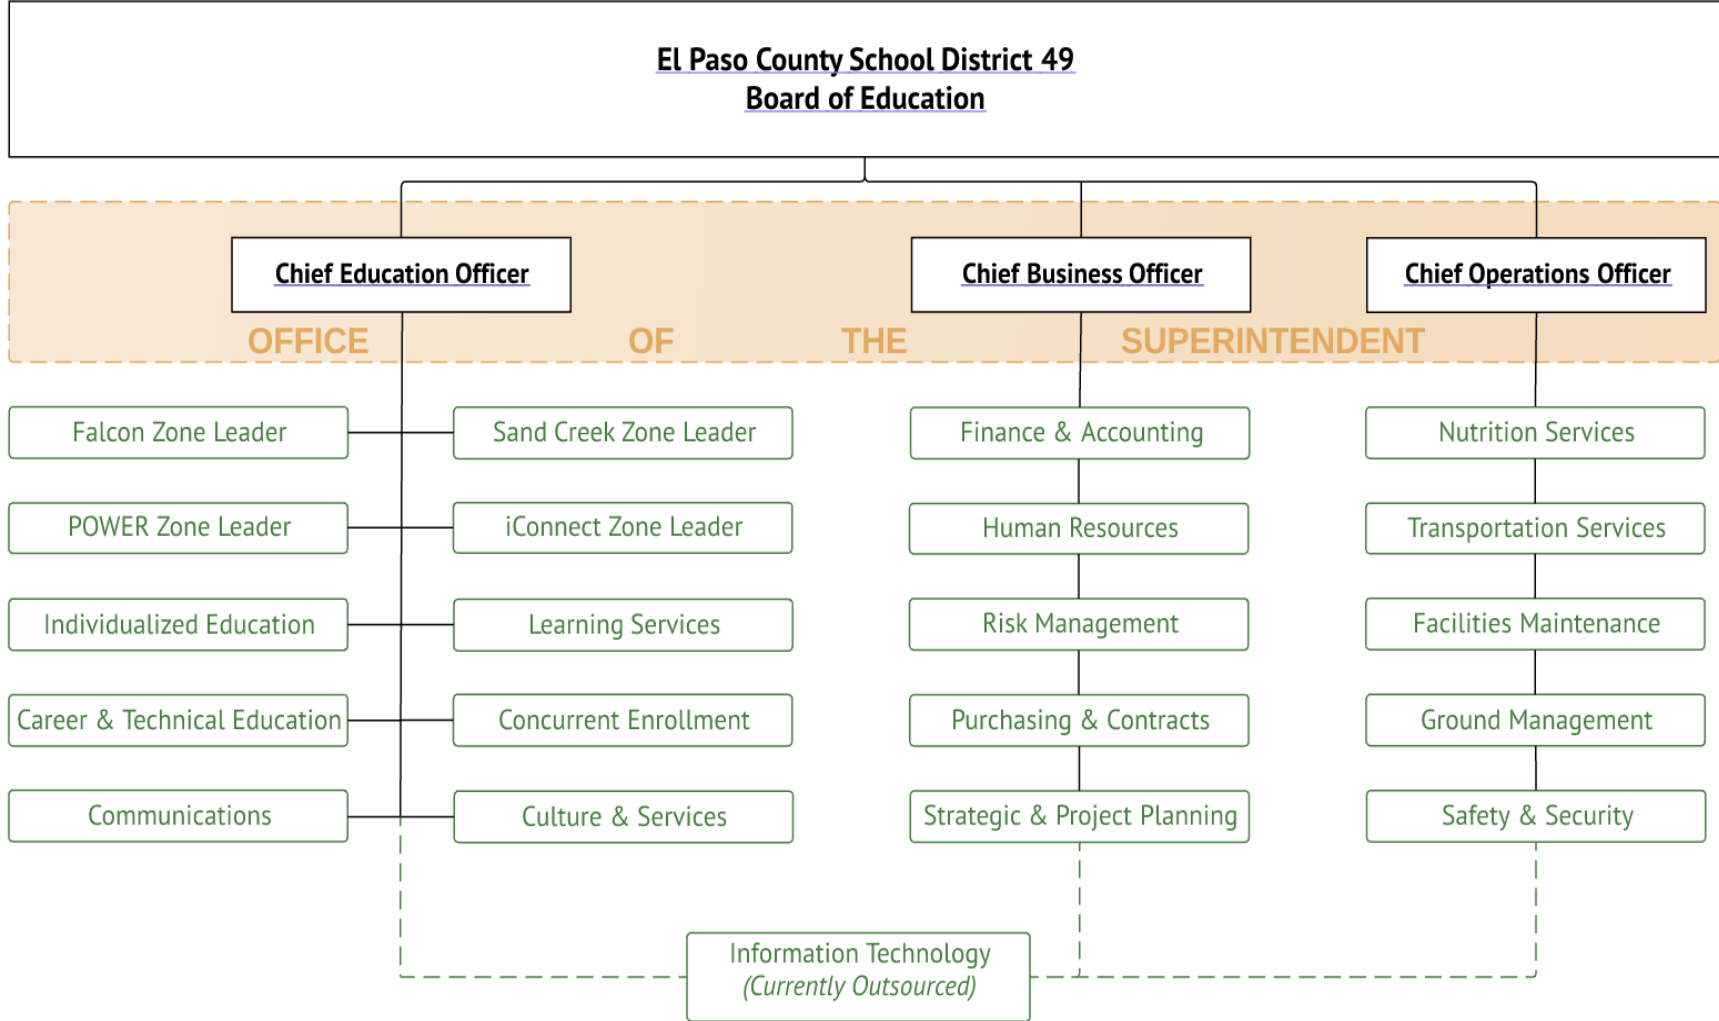 El Paso County School District 49
Board of Education
Chief Education Officer
Chief Business Officer
Chief Operations Officer
OFFICE OF THE SUPERINTENDENT
Falcon Zone Leader
Sand Creek Zone Leader
Finance & Accounting
Nutrition Services
POWER Zone Leader
iConnect Zone Leader
Human Resources
Transportation Services
Individualized Education
Learning Services
Risk Management
Facilities Maintenance
Career & Technical Education
Concurrent Enrollment
Purchasing & Contracts
Ground Management
Communications
Culture & Services
Strategic & Project Planning
Safety & Security
Information Technology
(Currently Outsourced)